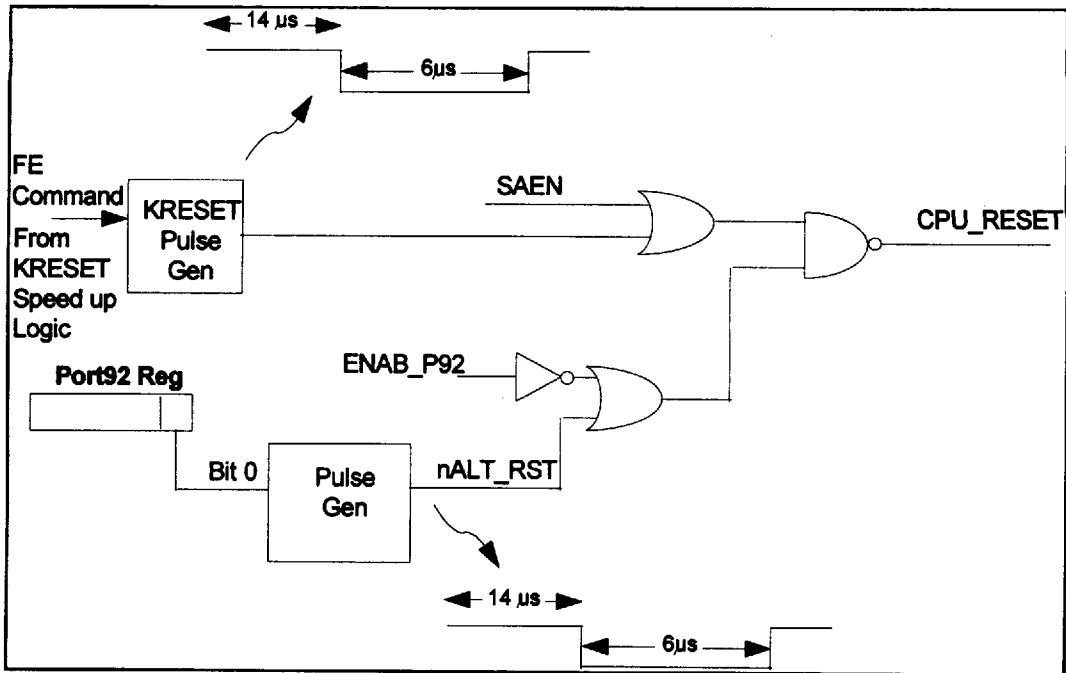 14 µs
6µs
FE
Command
From
KRESET
Speed up
Logic
KRESET
Pulse
Gen
SAEN
CPU_RESET
ENAB_P92
Port92 Reg
Bit 0
Pulse
Gen
nALT_RST
14 µs
6µs